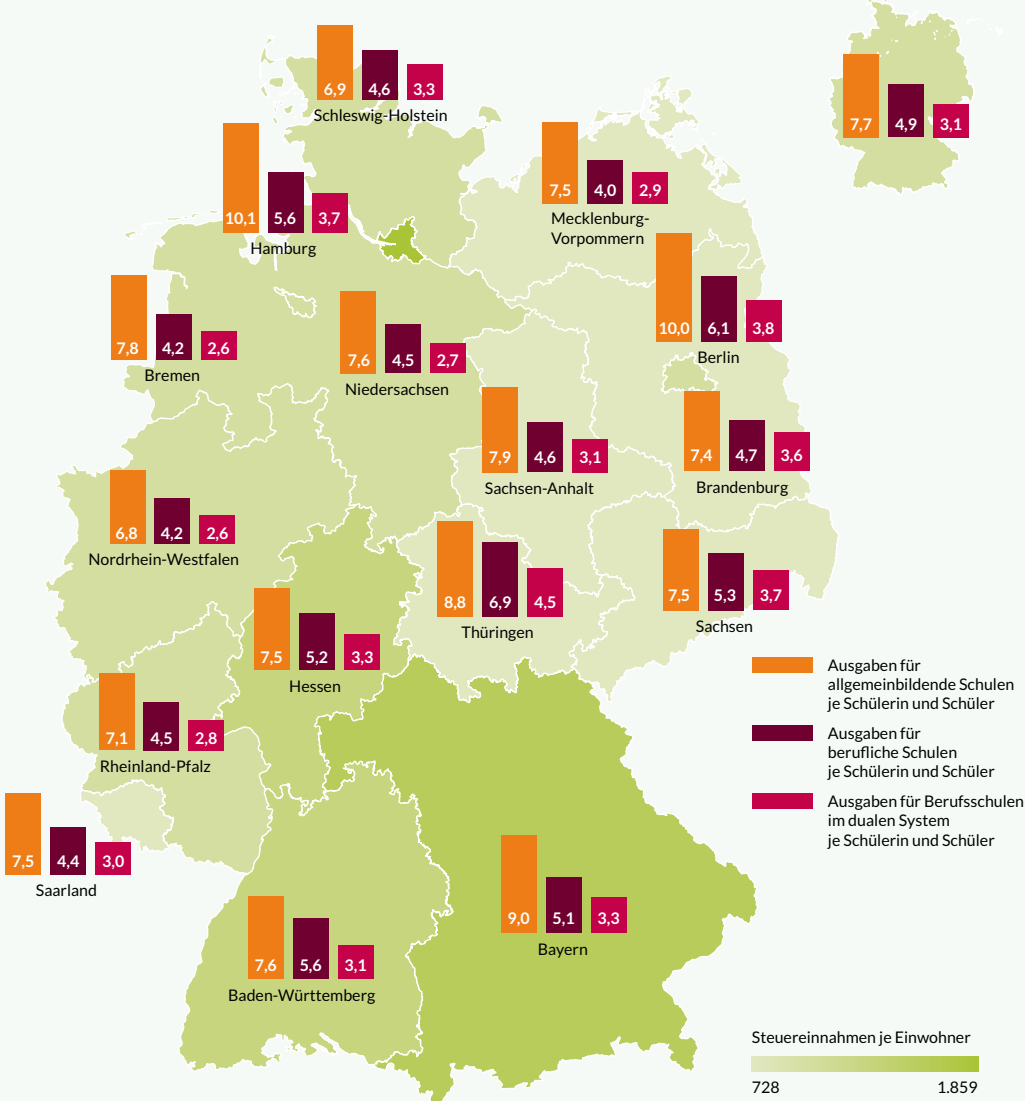 6,9 4,6 3,3
Schleswig-Holstein
7,7 4,9 3,1
10,1 5,6 3,7
Hamburg
7,5 4,0 2,9
Mecklenburg-
Vorpommern
10,0 6,1 3,8
Berlin
7,8 4,2 2,6
Bremen
7,6 4,5 2,7
Niedersachsen
7,9 4,6 3,1
Sachsen-Anhalt
7,4 4,7 3,6
Brandenburg
6,8 4,2 2,6
Nordrhein-Westfalen
8,8 6,9 4,5
Thüringen
7,5 5,3 3,7
Sachsen
7,5 5,2 3,3
Hessen
7,1 4,5 2,8
Rheinland-Pfalz
7,5 4,4 3,0
Saarland
9,0 5,1 3,3
Bayern
7,6 5,6 3,1
Baden-Württemberg
Ausgaben für
allgemeinbildende Schulen
je Schülerin und Schüler
Ausgaben für
berufliche Schulen
je Schülerin und Schüler
Ausgaben für Berufsschulen
im dualen System
je Schülerin und Schüler
Steuereinnahmen je Einwohner
728 1.859